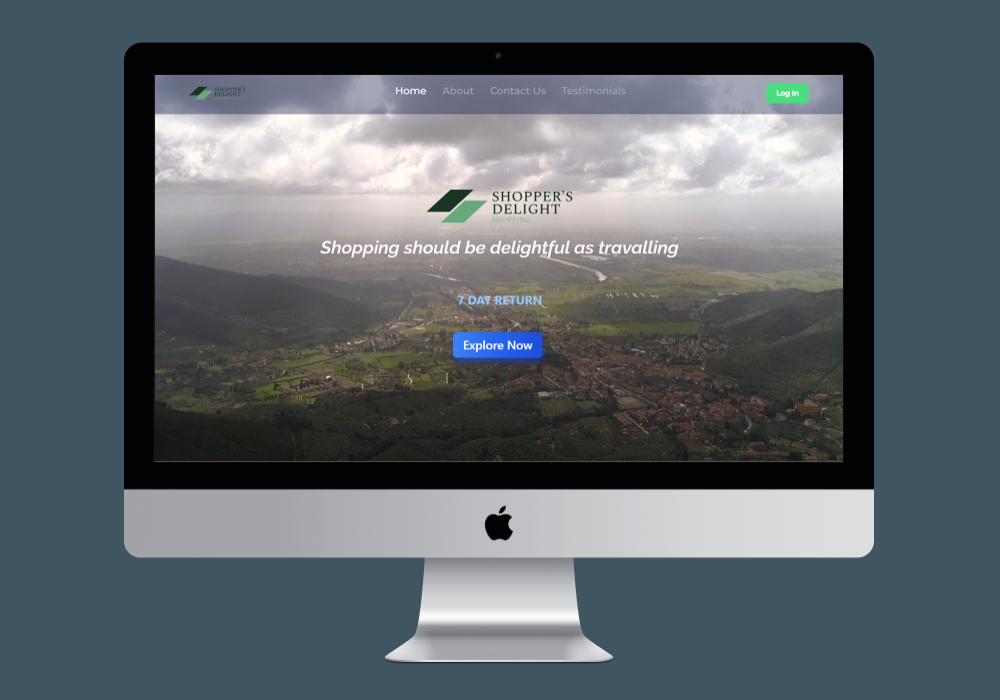 SHOPPER'S
DELIGHT
Home About Contact Us Testimonials
Log In
SHOPPER'S
DELIGHT
SHOPPING
Shopping should be delightful as travalling
7 DAY RETURN
Explore Now